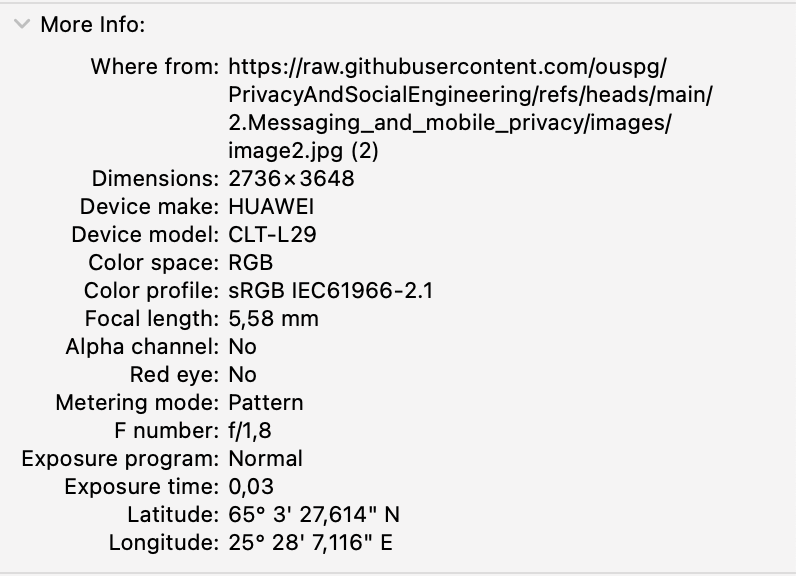 More Info:
Where from: https://raw.githubusercontent.com/ouspg/
PrivacyAndSocialEngineering/refs/heads/main/
2.Messaging_and_mobile_privacy/images/
image2.jpg (2)
Dimensions: 2736×3648
Device make: HUAWEI
Device model: CLT-L29
Color space: RGB
Color profile: sRGB IEC61966-2.1
Focal length: 5,58 mm
Alpha channel: No
Red eye: No
Metering mode: Pattern
F number: f/1,8
Exposure program: Normal
Exposure time: 0,03
Latitude: 65° 3' 27,614" N
Longitude: 25° 28' 7,116" E